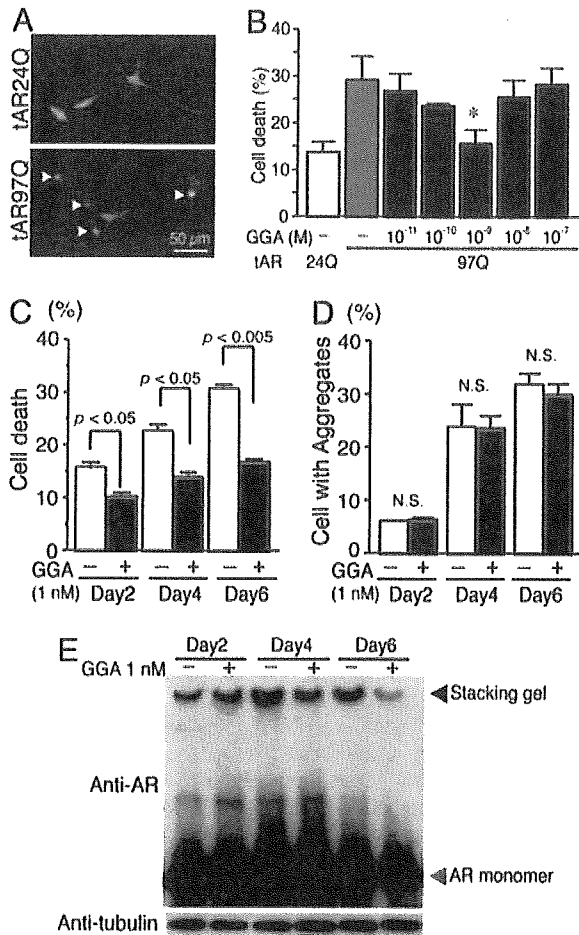 A
tAR24Q
tAR97Q
50 µm
B
Cell death (%)
40
30
20
10
0
*
GGA (M) – – 10⁻¹¹ 10⁻¹⁰ 10⁻⁹ 10⁻⁸ 10⁻⁷
tAR 24Q 97Q
C (%)
Cell death
40
30
20
10
0
p < 0.05
p < 0.05
p < 0.005
GGA – + – + – +
(1 nM) Day2 Day4 Day6
D (%)
Cell with Aggregates
40
30
20
10
0
N.S.
N.S.
N.S.
GGA – + – + – +
(1 nM) Day2 Day4 Day6
E
Day2 Day4 Day6
GGA 1 nM – + – + – +
Stacking gel
Anti-AR
AR monomer
Anti-tubulin